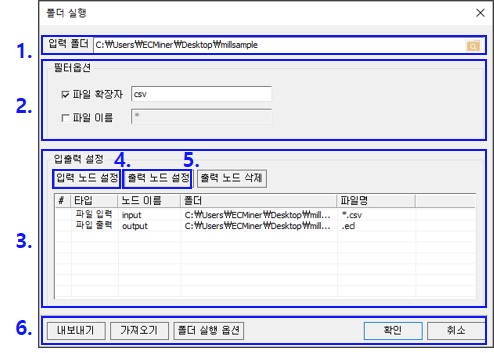 폴더 실행
1. 입력 폴더 C:₩Users₩ECMiner₩Desktop₩millsample
2. 필터옵션
파일 확장자 csv
파일 이름 *
3. 입출력 설정
4. 5.
입력 노드 설정 출력 노드 설정 출력 노드 삭제
# 타입 노드 이름 폴더 파일명
파일 입력 input C:₩Users₩ECMiner₩Desktop₩mill... *.csv
파일 출력 output C:₩Users₩ECMiner₩Desktop₩mill... .ecl
6. 내보내기 가져오기 폴더 실행 옵션 확인 취소